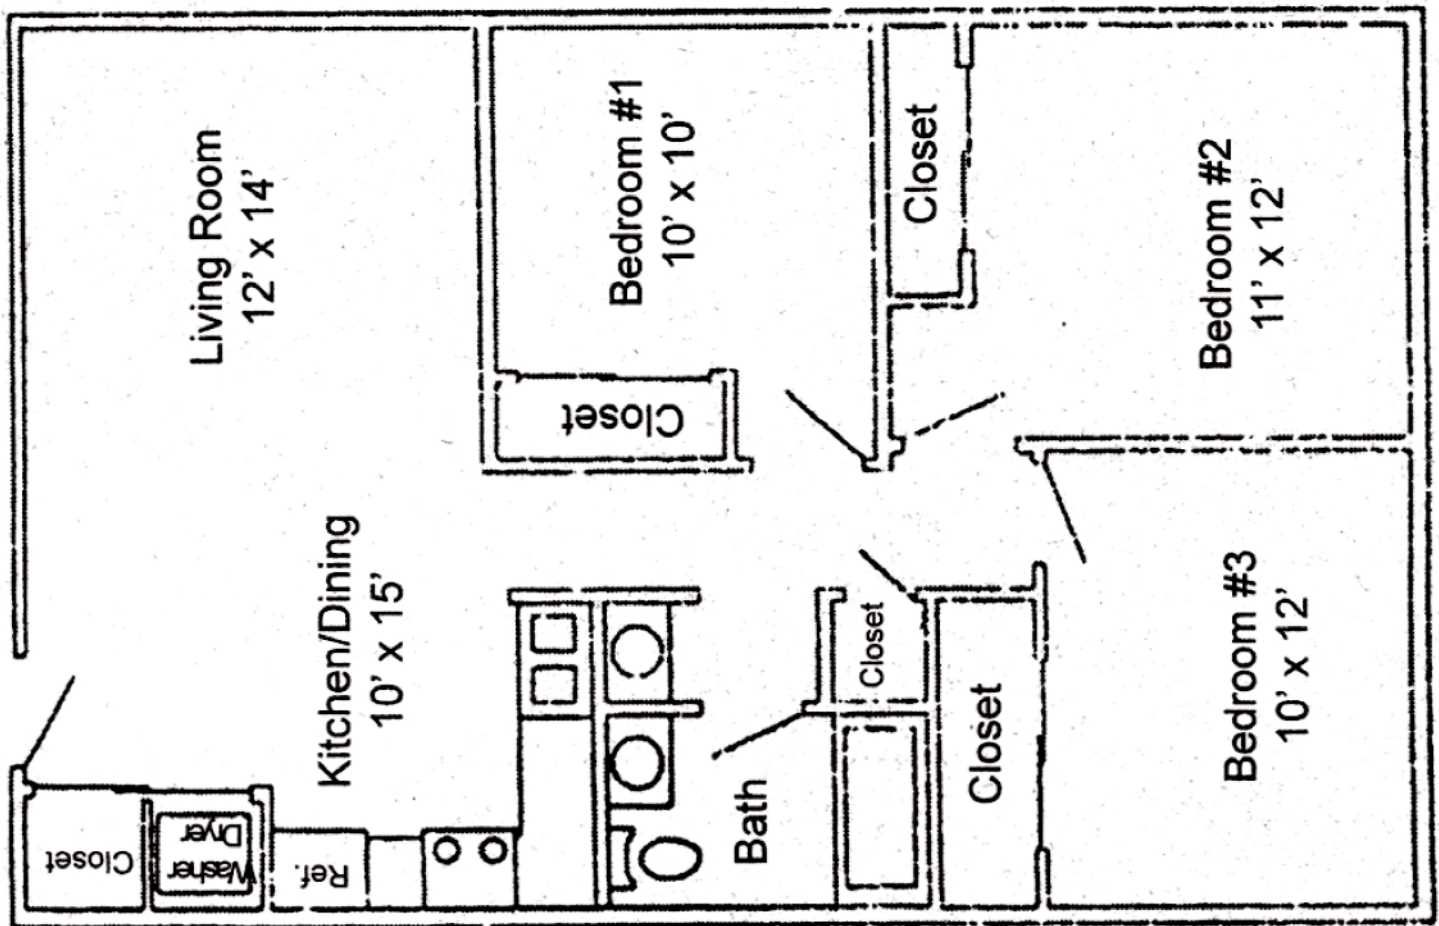 Living Room
12' x 14'
Bedroom #1
10' x 10'
Closet
Bedroom #2
11' x 12'
Closet
Kitchen/Dining
10' x 15'
Closet
Closet
Bedroom #3
10' x 12'
Bath
Closet
Washer
Dryer
Ref.